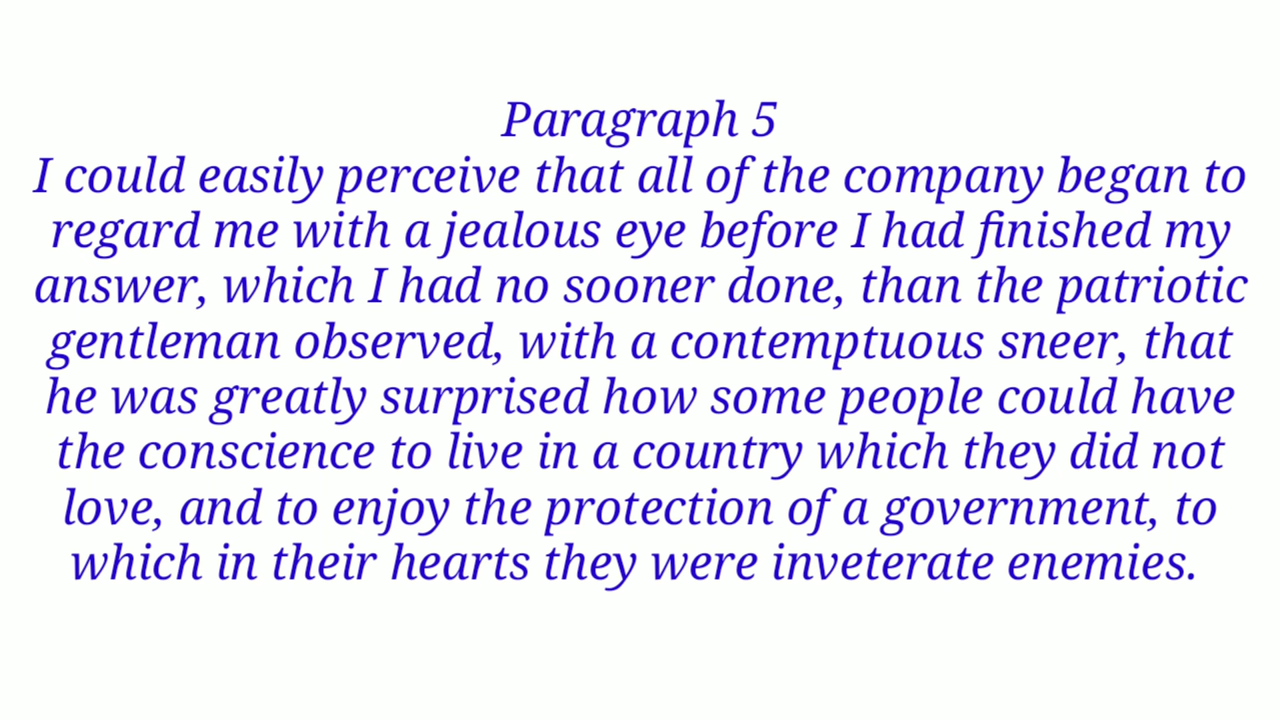 Paragraph 5
I could easily perceive that all of the company began to
regard me with a jealous eye before I had finished my
answer, which I had no sooner done, than the patriotic
gentleman observed, with a contemptuous sneer, that
he was greatly surprised how some people could have
the conscience to live in a country which they did not
love, and to enjoy the protection of a government, to
which in their hearts they were inveterate enemies.